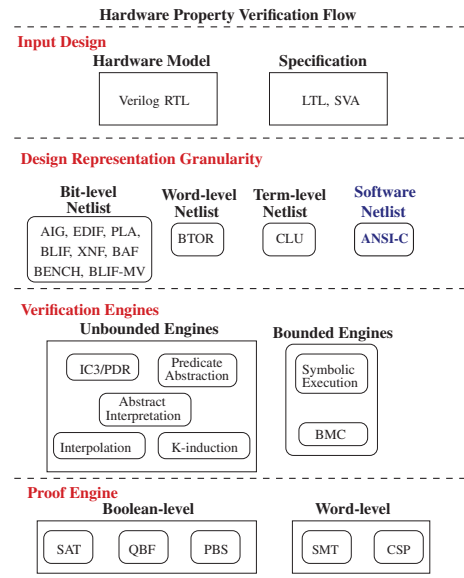 Hardware Property Verification Flow
Input Design
Hardware Model
Specification
Verilog RTL
LTL, SVA
Design Representation Granularity
Bit-level
Netlist
Word-level
Netlist
Term-level
Netlist
Software
Netlist
AIG, EDIF, PLA,
BLIF, XNF, BAF
BENCH, BLIF-MV
BTOR
CLU
ANSI-C
Verification Engines
Unbounded Engines
Bounded Engines
IC3/PDR
Predicate
Abstraction
Abstract
Interpretation
Interpolation
K-induction
Symbolic
Execution
BMC
Proof Engine
Boolean-level
Word-level
SAT
QBF
PBS
SMT
CSP